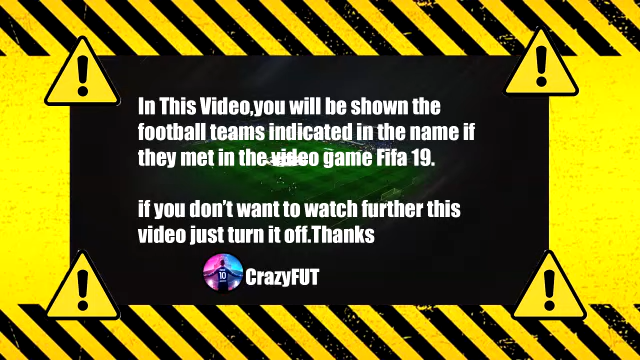 In This Video,you will be shown the
football teams indicated in the name if
they met in the video game Fifa 19.
if you don't want to watch further this
video just turn it off.Thanks
10
CrazyFUT